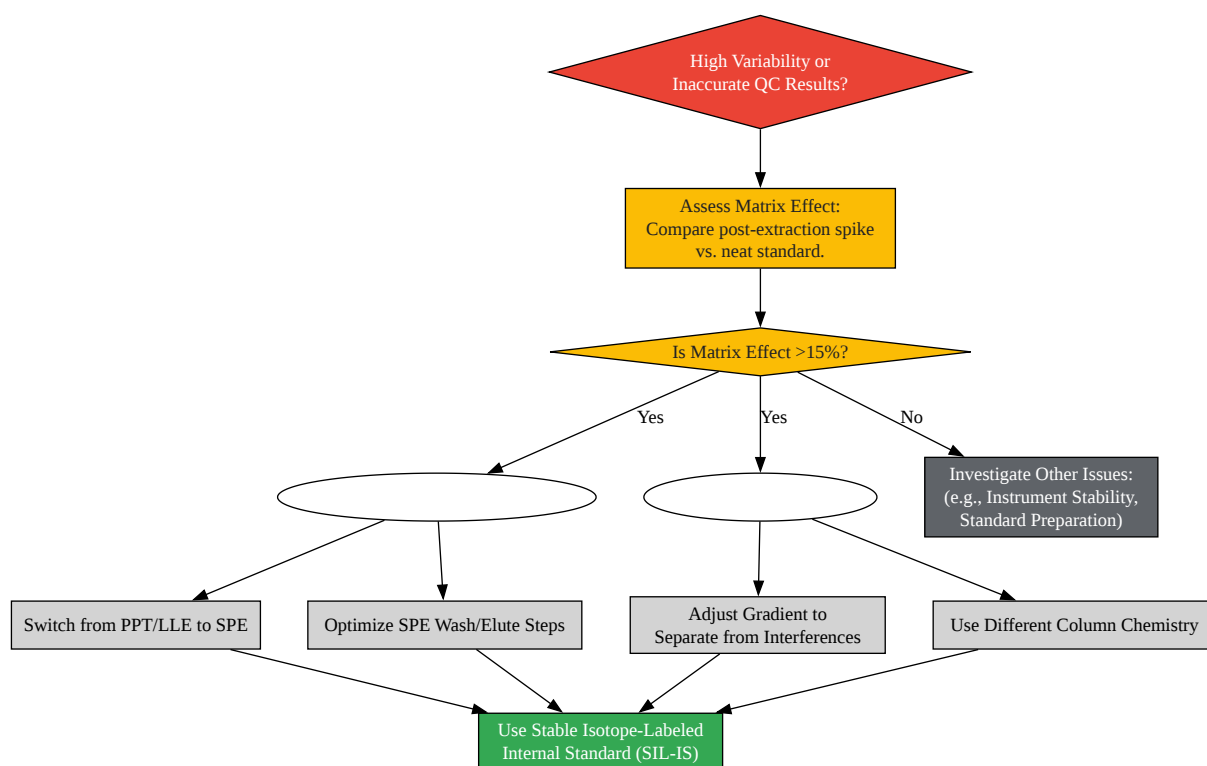 High Variability or
Inaccurate QC Results?
Assess Matrix Effect:
Compare post-extraction spike
vs. neat standard.
Is Matrix Effect >15%?
Yes
Yes
No
Investigate Other Issues:
(e.g., Instrument Stability,
Standard Preparation)
Switch from PPT/LLE to SPE
Optimize SPE Wash/Elute Steps
Adjust Gradient to
Separate from Interferences
Use Different Column Chemistry
Use Stable Isotope-Labeled
Internal Standard (SIL-IS)